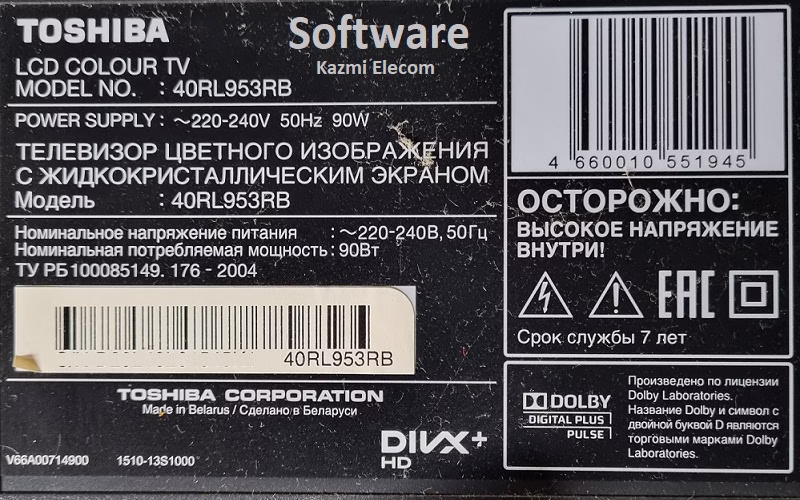 TOSHIBA
Software
Kazmi Elecom
LCD COLOUR TV
MODEL NO. : 40RL953RB
POWER SUPPLY : ~220-240V 50Hz 90W
ТЕЛЕВИЗОР ЦВЕТНОГО ИЗОБРАЖЕНИЯ
С ЖИДКОКРИСТАЛЛИЧЕСКИМ ЭКРАНОМ
Модель : 40RL953RB
Номинальное напряжение питания : ~220-240В, 50Гц
Номинальная потребляемая мощность : 90Вт
ТУ РБ100085149. 176 - 2004
40RL953RB
TOSHIBA CORPORATION
Made in Belarus / Сделано в Беларуси
DIVX+
HD
V66A00714900 1510-13S1000
4 660010 551945
ОСТОРОЖНО:
ВЫСОКОЕ НАПРЯЖЕНИЕ
ВНУТРИ!
EAC
Срок службы 7 лет
DOLBY
DIGITAL PLUS
PULSE
Произведено по лицензии
Dolby Laboratories.
Название Dolby и символ с
двойной буквой D являются
торговыми марками Dolby
Laboratories.